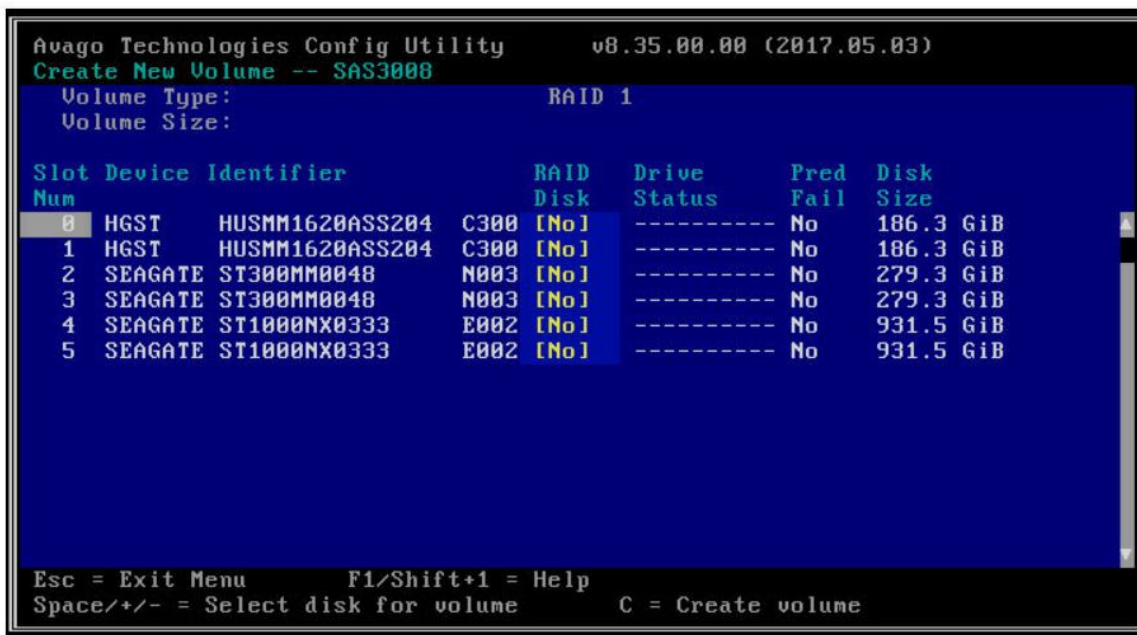 Avago Technologies Config Utility v8.35.00.00 (2017.05.03)
Create New Volume -- SAS3008
Volume Type: RAID 1
Volume Size:
Slot Device Identifier RAID Drive Pred Disk
Num Disk Status Fail Size
0 HGST HUSMM1620ASS204 C300 [No] ---------- No 186.3 GiB
1 HGST HUSMM1620ASS204 C300 [No] ---------- No 186.3 GiB
2 SEAGATE ST300MM0048 N003 [No] ---------- No 279.3 GiB
3 SEAGATE ST300MM0048 N003 [No] ---------- No 279.3 GiB
4 SEAGATE ST1000NX0333 E002 [No] ---------- No 931.5 GiB
5 SEAGATE ST1000NX0333 E002 [No] ---------- No 931.5 GiB
Esc = Exit Menu F1/Shift+1 = Help
Space/+/- = Select disk for volume C = Create volume